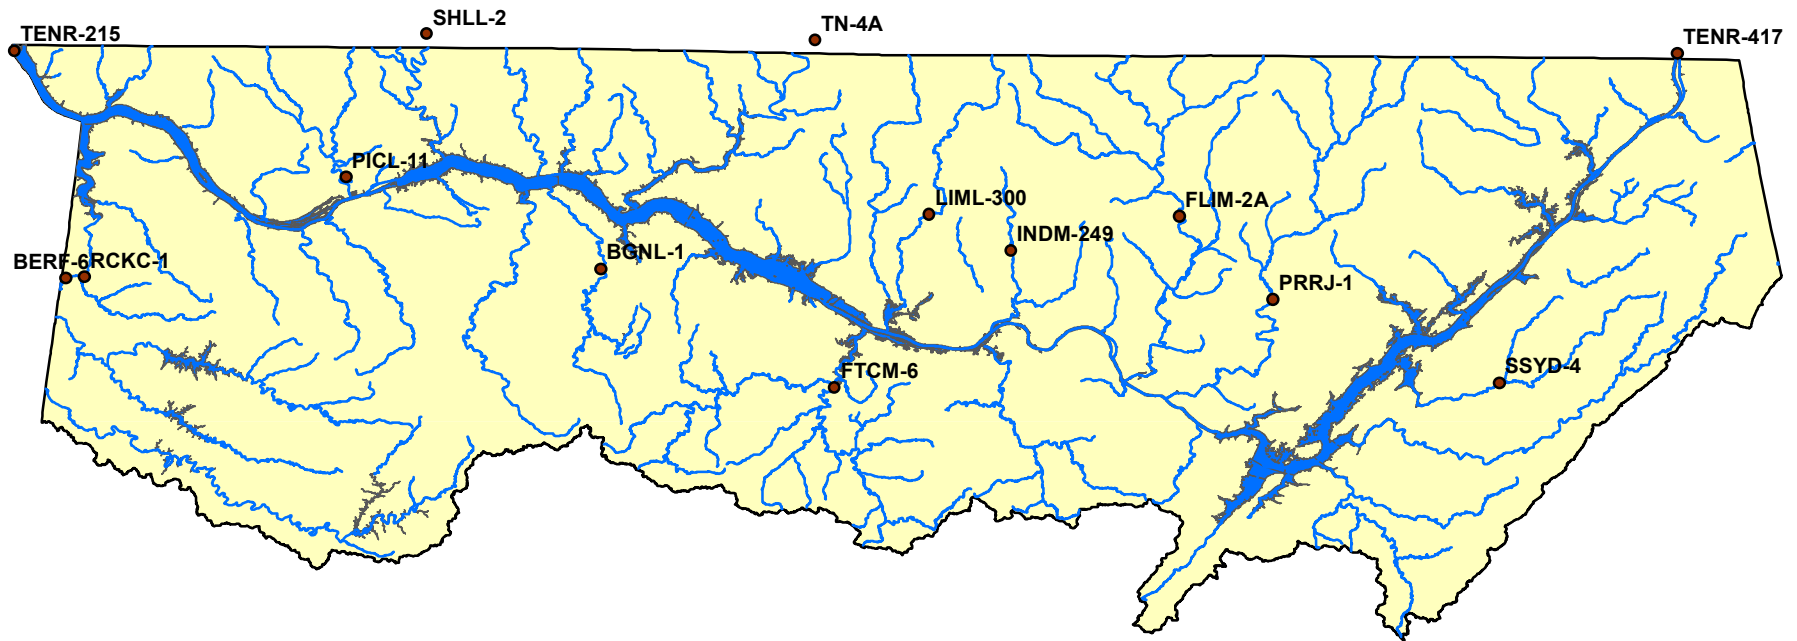 SHLL-2
TN-4A
TENR-215
TENR-417
PICL-11
LIML-300
FLIM-2A
INDM-249
BGNL-1
BERF-6
RCKC-1
PRRJ-1
FTCM-6
SSYD-4